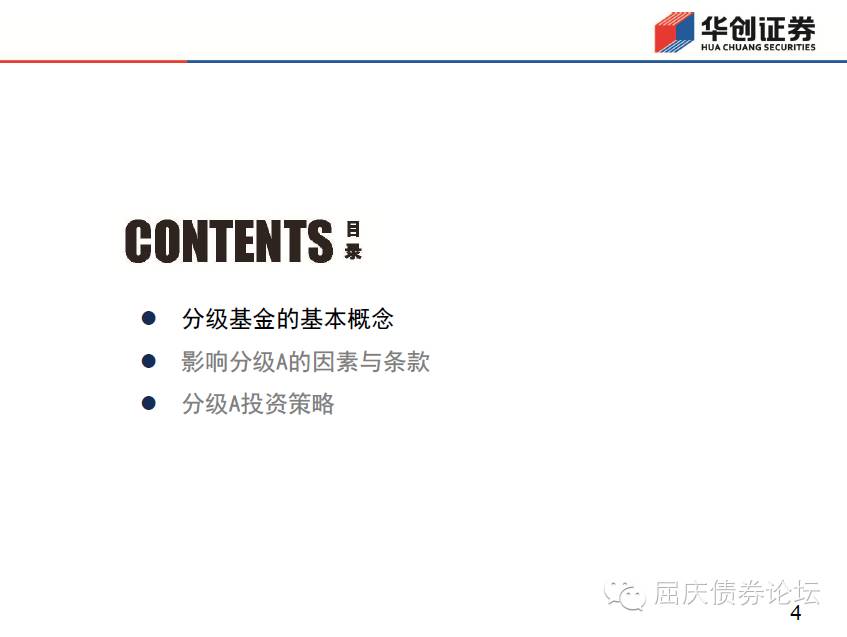 华创证券
HUA CHUANG SECURITIES
CONTENTS 目录
分级基金的基本概念
影响分级A的因素与条款
分级A投资策略
屈庆债券论坛
4